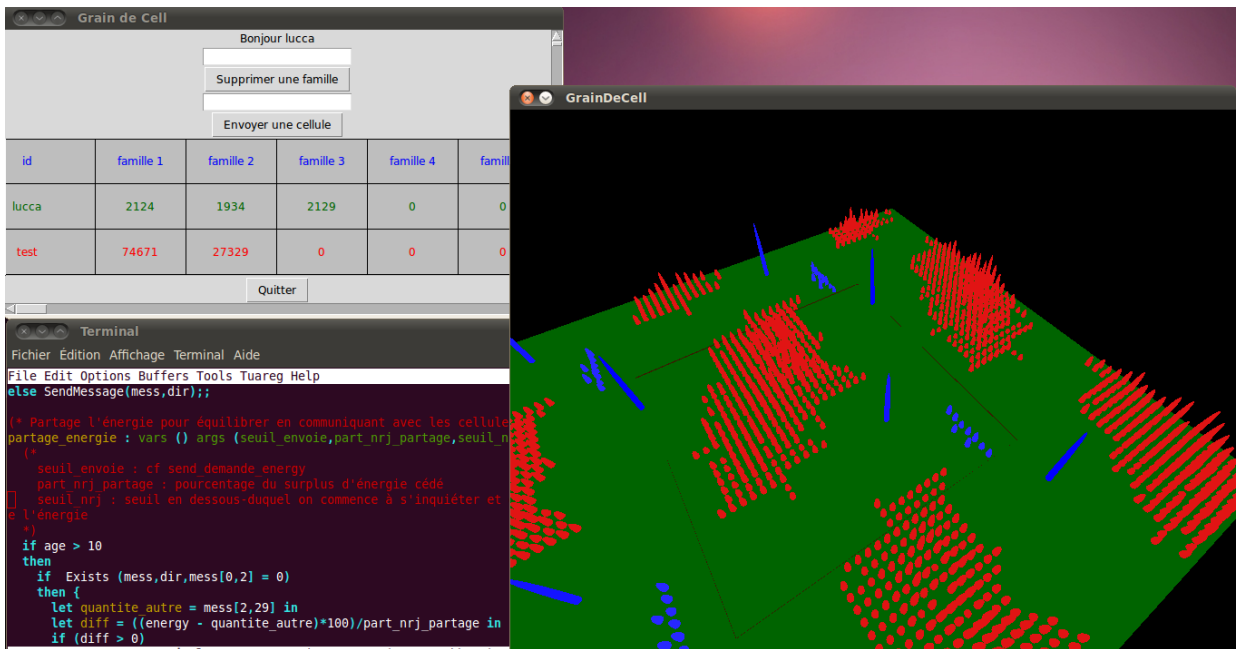 Grain de Cell
Bonjour lucca
Supprimer une famille
Envoyer une cellule
id famille 1 famille 2 famille 3 famille 4 famill
lucca 2124 1934 2129 0 0
test 74671 27329 0 0 0
Quitter
GrainDeCell
Terminal
Fichier Édition Affichage Terminal Aide
File Edit Options Buffers Tools Tuareg Help
else SendMessage(mess,dir);;
(* Partage l'énergie pour équilibrer en communiquant avec les cellule
partage_energie : vars () args (seuil_envoie,part_nrj_partage,seuil_n
(*
seuil_envoie : cf send_demande_energy
part_nrj_partage : pourcentage du surplus d'énergie cédé
seuil_nrj : seuil en dessous-duquel on commence à s'inquiéter et
e l'énergie
*)
if age > 10
then
if Exists (mess,dir,mess[0,2] = 0)
then {
let quantite_autre = mess[2,29] in
let diff = ((energy - quantite_autre)*100)/part_nrj_partage in
if (diff > 0)